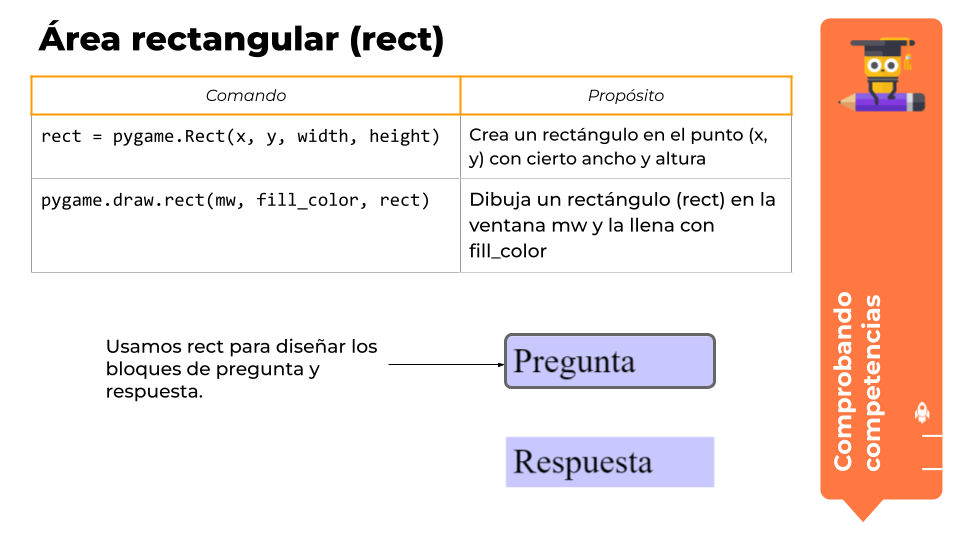 Área rectangular (rect)
Comando
Propósito
rect = pygame.Rect(x, y, width, height)
Crea un rectángulo en el punto (x,
y) con cierto ancho y altura
pygame.draw.rect(mw, fill_color, rect)
Dibuja un rectángulo (rect) en la
ventana mw y la llena con
fill_color
Usamos rect para diseñar los
bloques de pregunta y
respuesta.
Pregunta
Respuesta
Comprobando
competencias